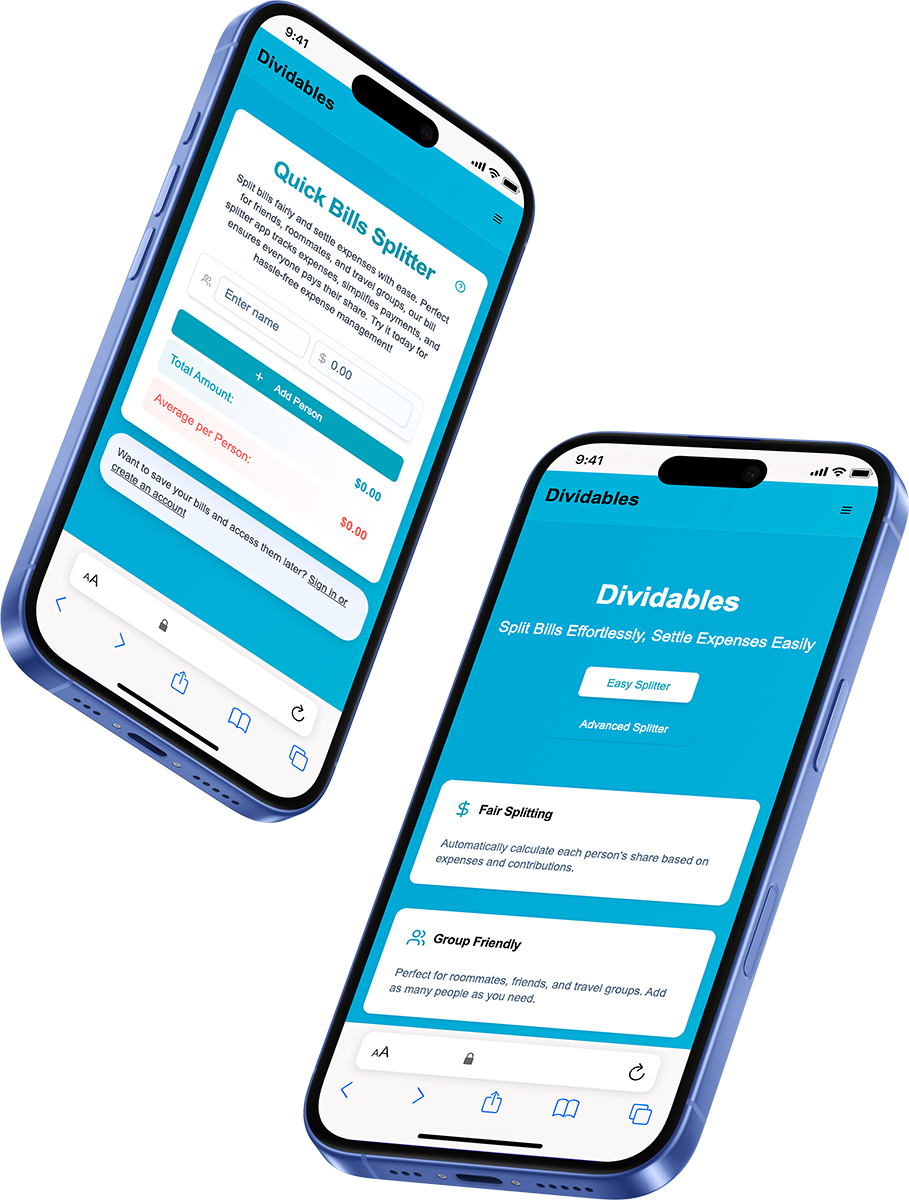 9:41
Dividables
Quick Bills Splitter
Split bills fairly and settle expenses with ease. Perfect
for friends, roommates, and travel groups, our bill
splitter app tracks expenses, simplifies payments, and
ensures everyone pays their share. Try it today for
hassle-free expense management!
Enter name
$ 0.00
+ Add Person
Total Amount:
$0.00
Average per Person:
$0.00
Want to save your bills and access them later? Sign in or
create an account
AA
9:41
Dividables
Dividables
Split Bills Effortlessly, Settle Expenses Easily
Easy Splitter
Advanced Splitter
Fair Splitting
Automatically calculate each person's share based on
expenses and contributions.
Group Friendly
Perfect for roommates, friends, and travel groups. Add
as many people as you need.
AA